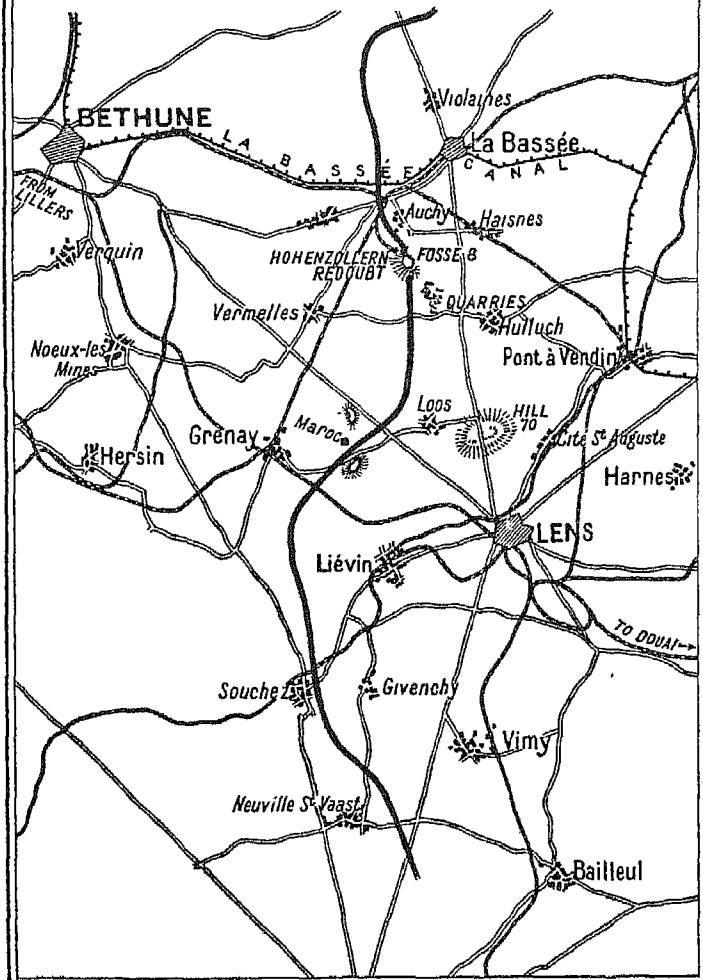 Violaines
BETHUNE
LA BASSÉE
CANAL
La Bassée
FROM
LILLERS
Auchy
Haisnes
Verquin
HOHENZOLLERN
REDOUBT
FOSSE 8
QUARRIES
Vermelles
Hulluch
Noeux-les
Mines
Pont à Vendin
Loos
HILL
70
Maroc
Grenay
Cité St Auguste
Hersin
Harnes
LENS
Liévin
TO DOUAI
Souchez
Givenchy
Vimy
Neuville St Vaast
Bailleul